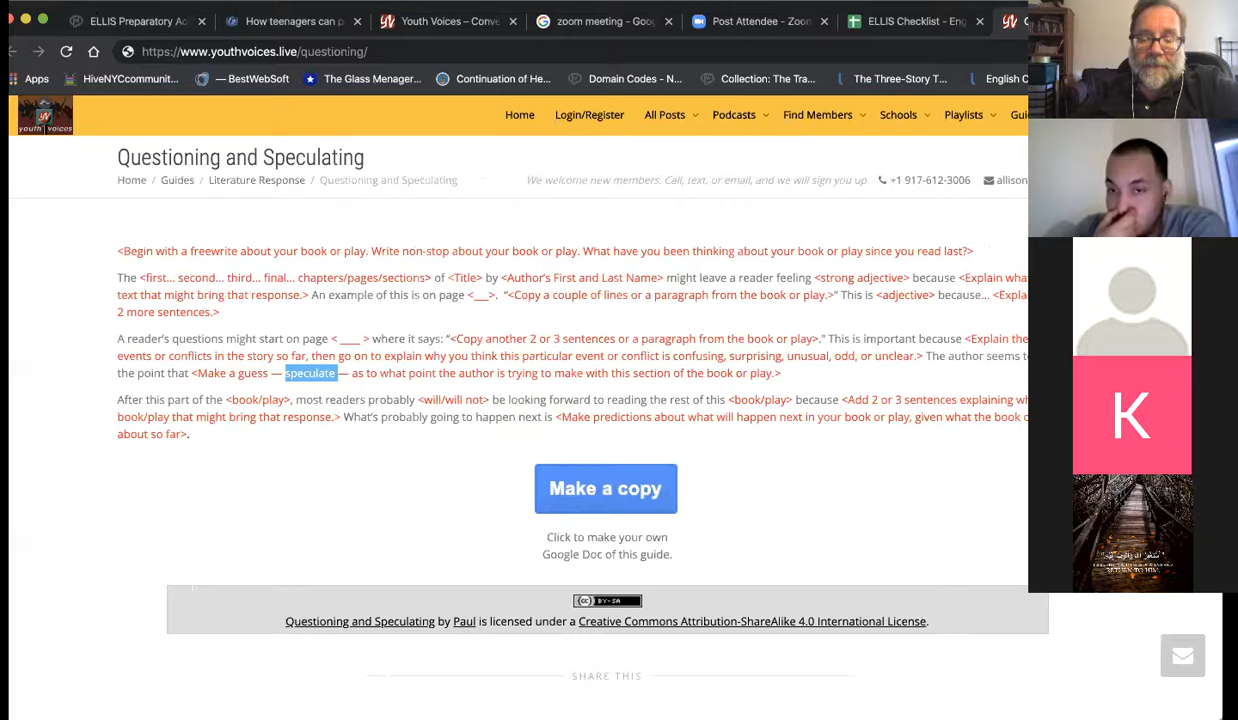 ELLIS Preparatory Ac
How teenagers can p
Youth Voices – Conve
zoom meeting - Goo
Post Attendee - Zoom
ELLIS Checklist - Eng
https://www.youthvoices.live/questioning/
Apps
HiveNYCcommunit...
— BestWebSoft
The Glass Menager...
Continuation of He...
Domain Codes - N...
Collection: The Tra...
The Three-Story T...
English C
youth voices
Home
Login/Register
All Posts
Podcasts
Find Members
Schools
Playlists
Gui
Questioning and Speculating
Home / Guides / Literature Response / Questioning and Speculating
We welcome new members. Call, text, or email, and we will sign you up.
+1 917-612-3006
allison
<Begin with a freewrite about your book or play. Write non-stop about your book or play. What have you been thinking about your book or play since you read last?>
The <first... second... third... final... chapters/pages/sections> of <Title> by <Author's First and Last Name> might leave a reader feeling <strong adjective> because <Explain what
text that might bring that response.> An example of this is on page <___>. "<Copy a couple of lines or a paragraph from the book or play.>" This is <adjective> because... <Expla
2 more sentences.>
A reader's questions might start on page < ____ > where it says: "<Copy another 2 or 3 sentences or a paragraph from the book or play>." This is important because <Explain the
events or conflicts in the story so far, then go on to explain why you think this particular event or conflict is confusing, surprising, unusual, odd, or unclear.> The author seems to
the point that <Make a guess — speculate — as to what point the author is trying to make with this section of the book or play.>
After this part of the <book/play>, most readers probably <will/will not> be looking forward to reading the rest of this <book/play> because <Add 2 or 3 sentences explaining wh
book/play that might bring that response.> What's probably going to happen next is <Make predictions about what will happen next in your book or play, given what the book o
about so far>.
Make a copy
Click to make your own
Google Doc of this guide.
BY-SA
Questioning and Speculating by Paul is licensed under a Creative Commons Attribution-ShareAlike 4.0 International License.
SHARE THIS
K
RETURN TO HIM.